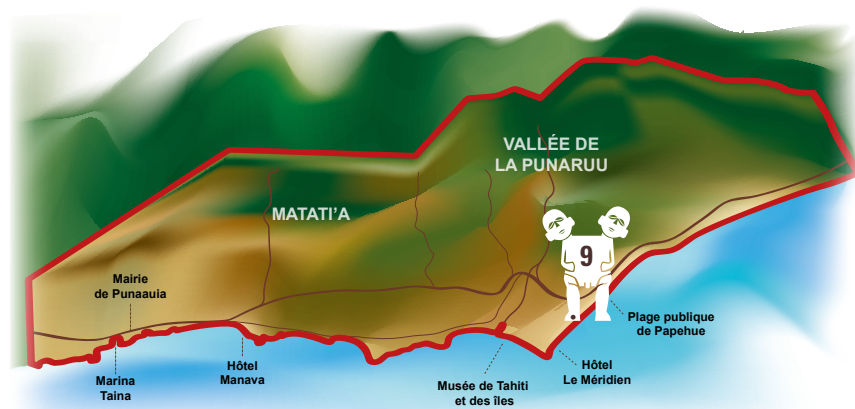 VALLÉE DE
LA PUNARUU
MATATI'A
9
Mairie
de Punaauia
Plage publique
de Papehue
Marina
Taina
Hôtel
Manava
Musée de Tahiti
et des îles
Hôtel
Le Méridien